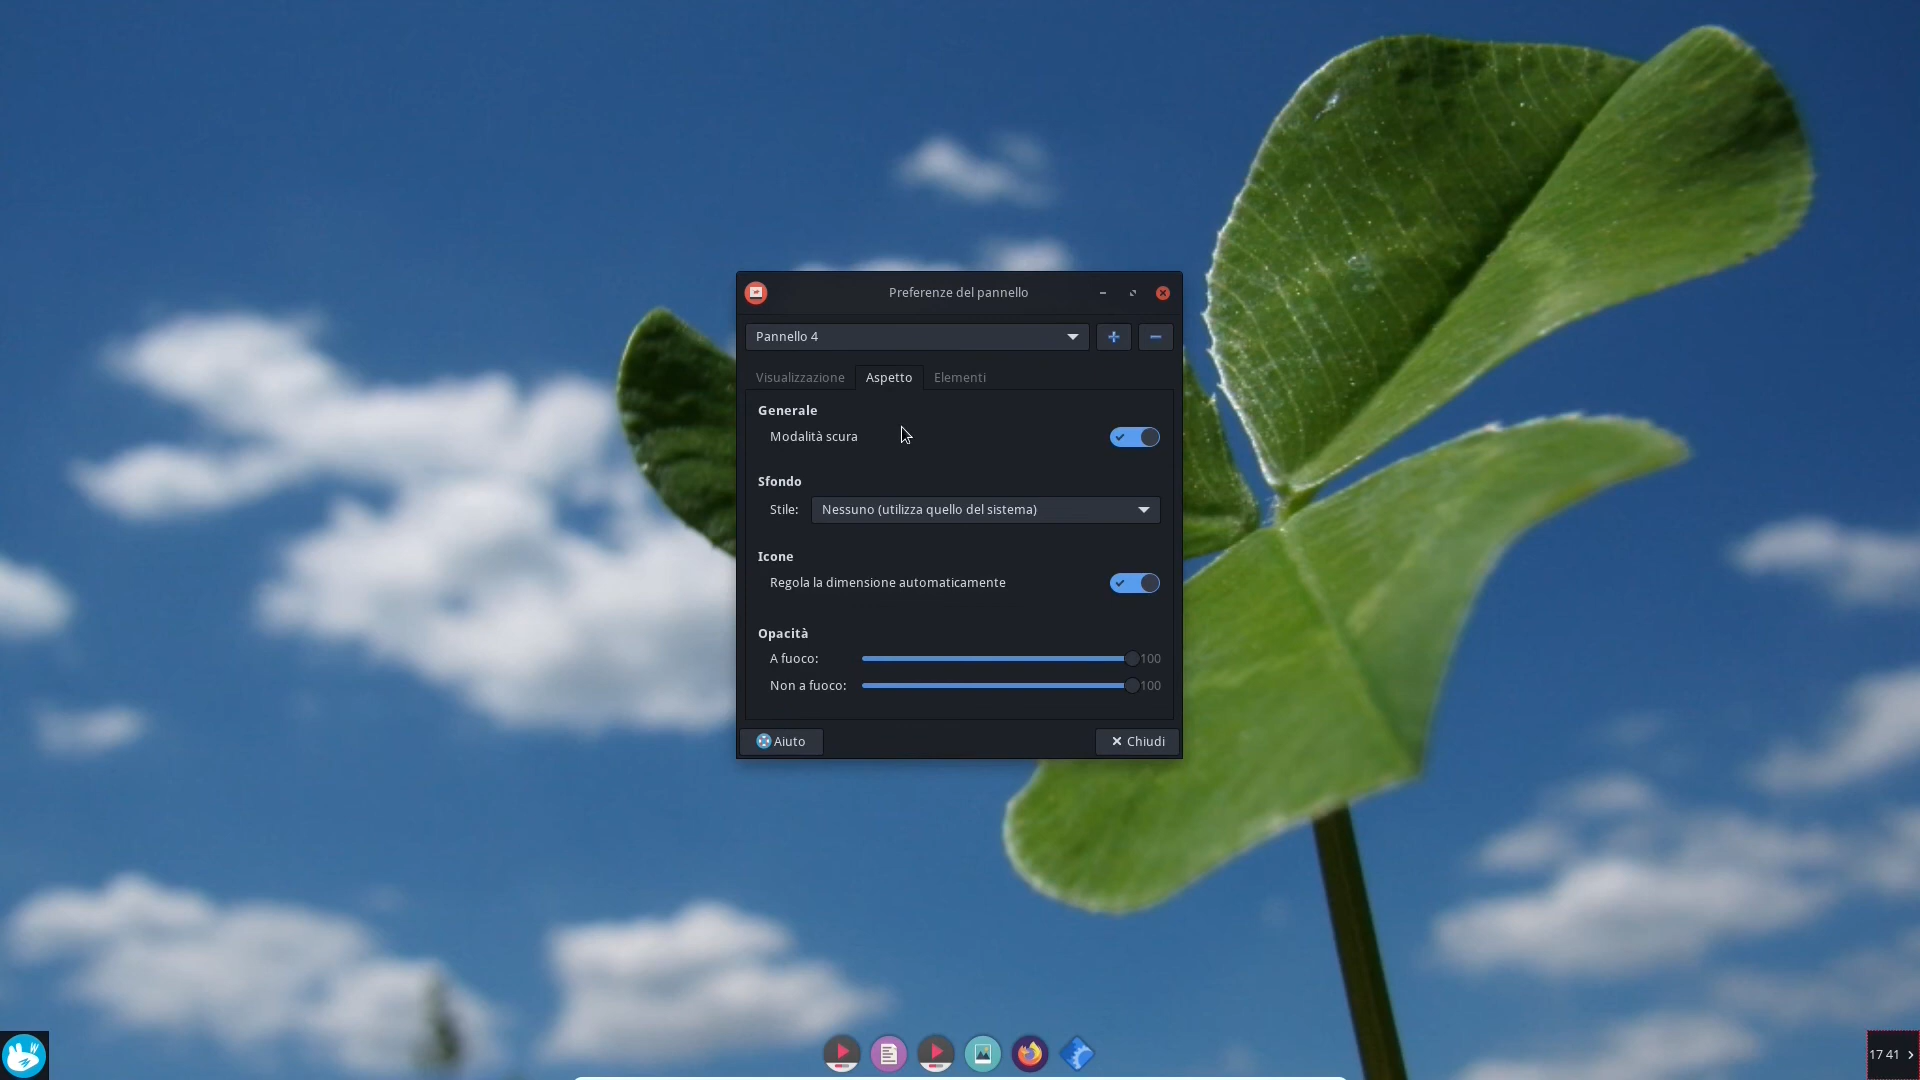 Preferenze del pannello
Pannello 4
Visualizzazione Aspetto Elementi
Generale
Modalità scura
Sfondo
Stile: Nessuno (utilizza quello del sistema)
Icone
Regola la dimensione automaticamente
Opacità
A fuoco: 100
Non a fuoco: 100
Aiuto Chiudi
W
17 41